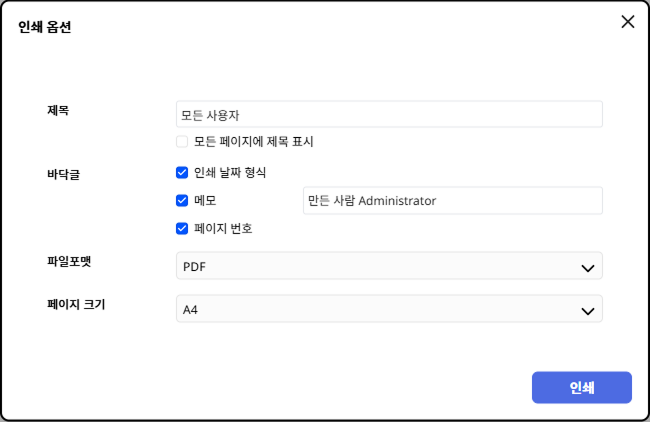 인쇄 옵션
제목
모든 사용자
모든 페이지에 제목 표시
바닥글
인쇄 날짜 형식
메모
만든 사람 Administrator
페이지 번호
파일포맷
PDF
페이지 크기
A4
인쇄